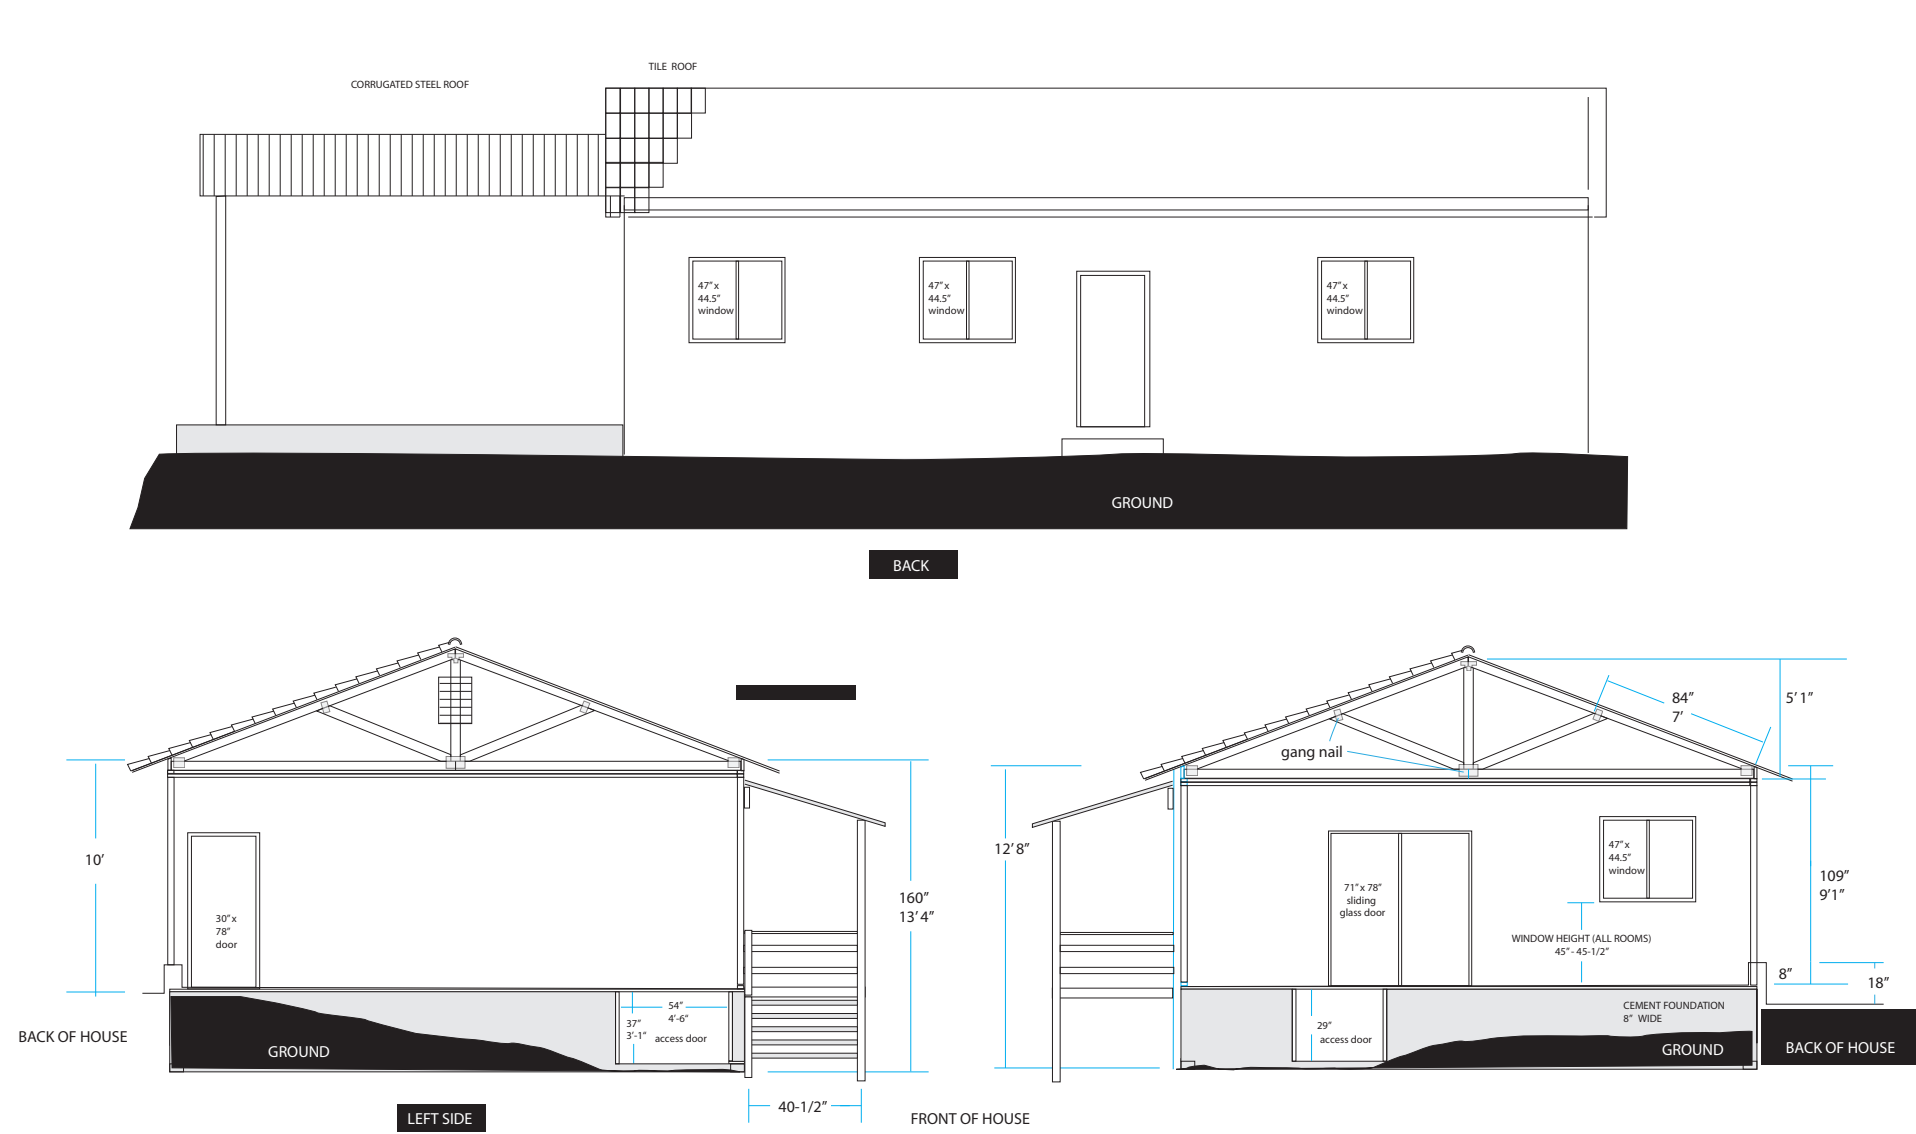 TILE ROOF
CORRUGATED STEEL ROOF
47” x
44.5”
window
47” x
44.5”
window
47” x
44.5”
window
GROUND
BACK
10’
30” x
78”
door
160”
13’ 4”
BACK OF HOUSE
GROUND
37”
3’-1”
54”
4’-6”
access door
LEFT SIDE
40-1/2”
FRONT OF HOUSE
84”
7’
5’ 1”
gang nail
12’ 8”
71” x 78”
sliding
glass door
47” x
44.5”
window
109”
9’1”
WINDOW HEIGHT (ALL ROOMS)
45” - 45-1/2”
8”
18”
CEMENT FOUNDATION
8” WIDE
29”
access door
GROUND
BACK OF HOUSE